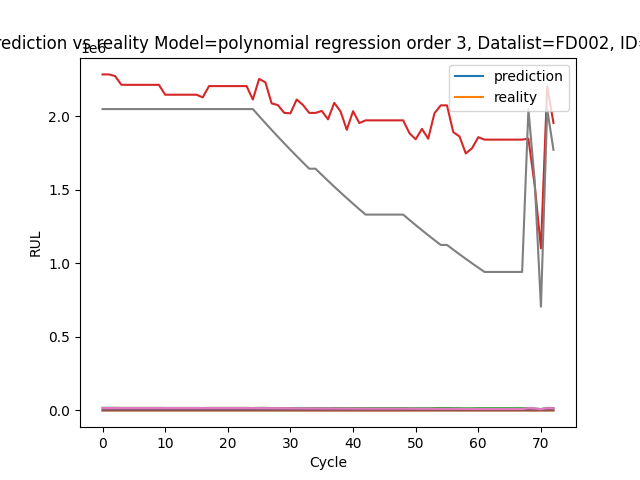 rediction vs reality Model=polynomial regression order 3, Datalist=FD002, ID=
1e6
prediction
reality
2.0
1.5
1.0
0.5
0.0
RUL
0 10 20 30 40 50 60 70
Cycle